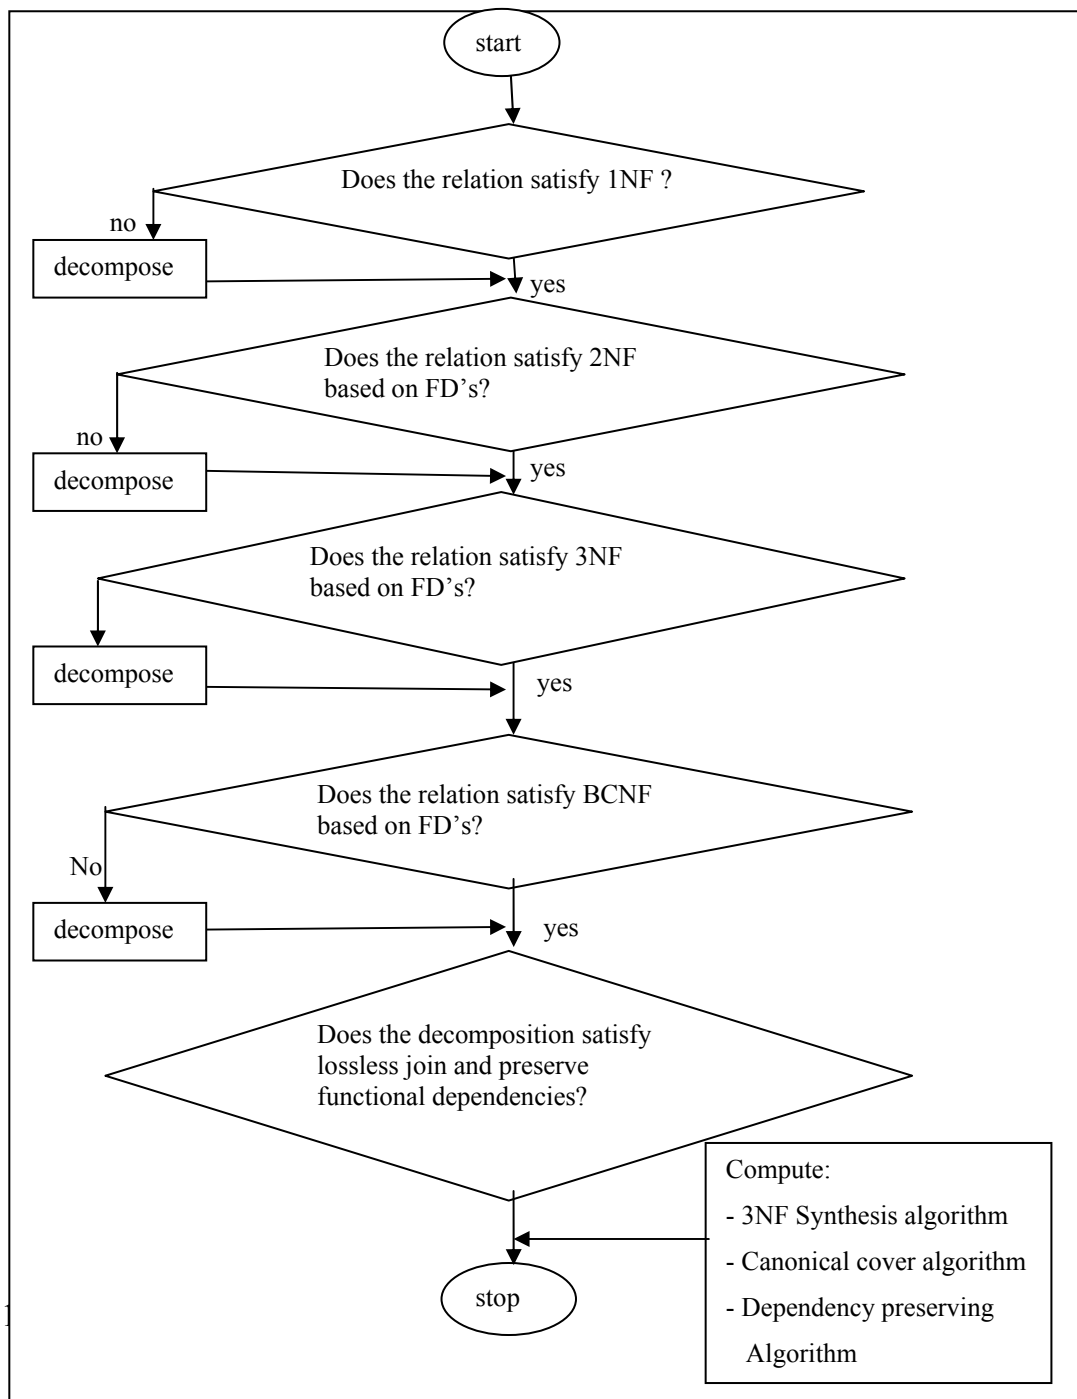 start
Does the relation satisfy 1NF ?
no
decompose
yes
Does the relation satisfy 2NF
based on FD’s?
no
decompose
yes
Does the relation satisfy 3NF
based on FD’s?
decompose
yes
Does the relation satisfy BCNF
based on FD’s?
No
decompose
yes
Does the decomposition satisfy
lossless join and preserve
functional dependencies?
Compute:
- 3NF Synthesis algorithm
- Canonical cover algorithm
- Dependency preserving
Algorithm
stop